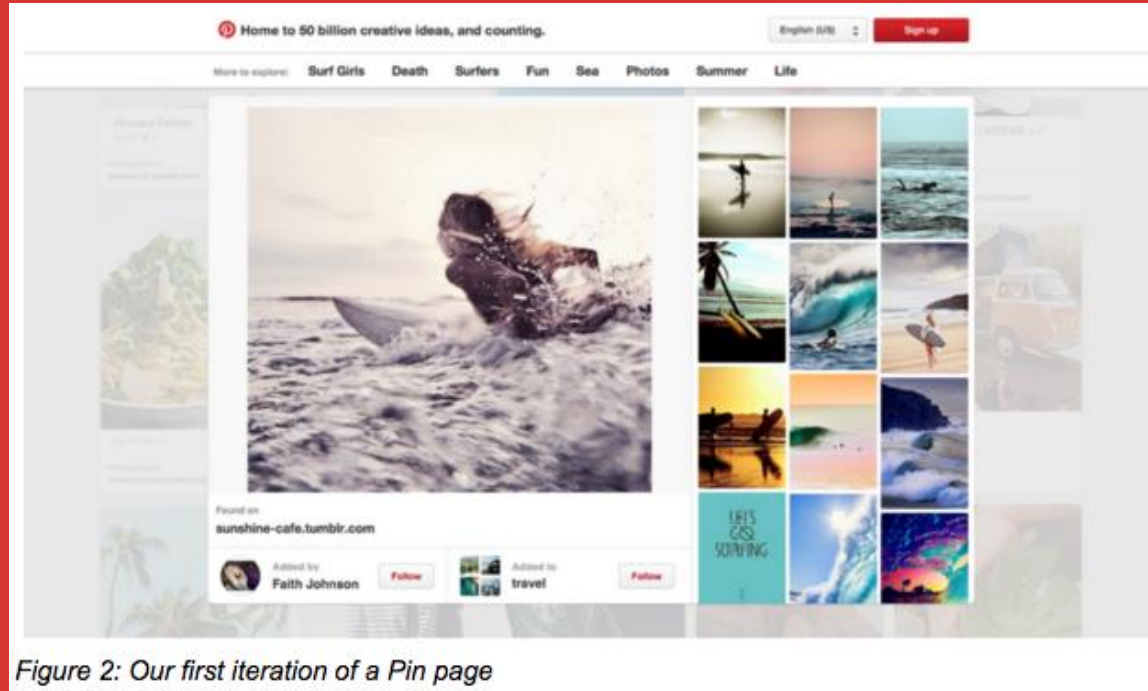 Home to 50 billion creative ideas, and counting.
English (US)
Sign up
More to explore: Surf Girls Death Surfers Fun Sea Photos Summer Life
Found on
sunshine-cafe.tumblr.com
Added by
Faith Johnson
Follow
Added to
travel
Follow
LET'S
GO
SURFING
Figure 2: Our first iteration of a Pin page